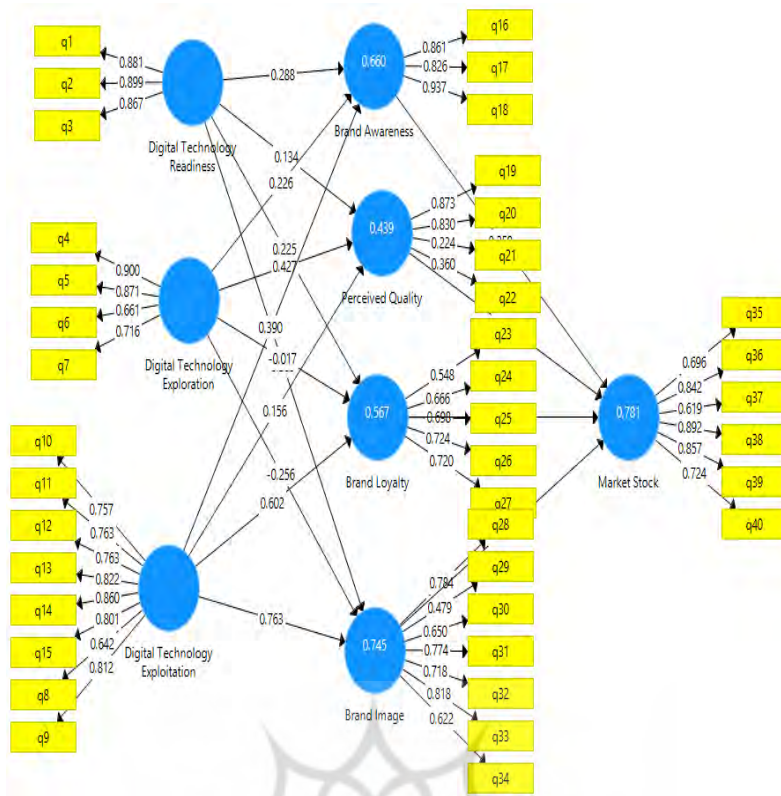 q1
q2
q3
0.881
0.899
0.867
Digital Technology
Readiness
q4
q5
q6
q7
0.900
0.871
0.661
0.716
Digital Technology
Exploration
q10
q11
q12
q13
q14
q15
q8
q9
0.757
0.763
0.763
0.822
0.860
0.801
0.642
0.812
Digital Technology
Exploitation
0.288
0.134
0.226
0.225
0.427
0.390
-0.017
0.156
-0.256
0.602
0.763
0.660
Brand Awareness
0.861
0.826
0.937
q16
q17
q18
0.439
Perceived Quality
0.873
0.830
0.224
0.360
q19
q20
q21
q22
0.567
Brand Loyalty
0.548
0.666
0.698
0.724
0.720
q23
q24
q25
q26
q27
0.745
Brand Image
0.784
0.479
0.650
0.774
0.718
0.818
0.622
q28
q29
q30
q31
q32
q33
q34
0.781
Market Stock
0.696
0.842
0.619
0.892
0.857
0.724
q35
q36
q37
q38
q39
q40